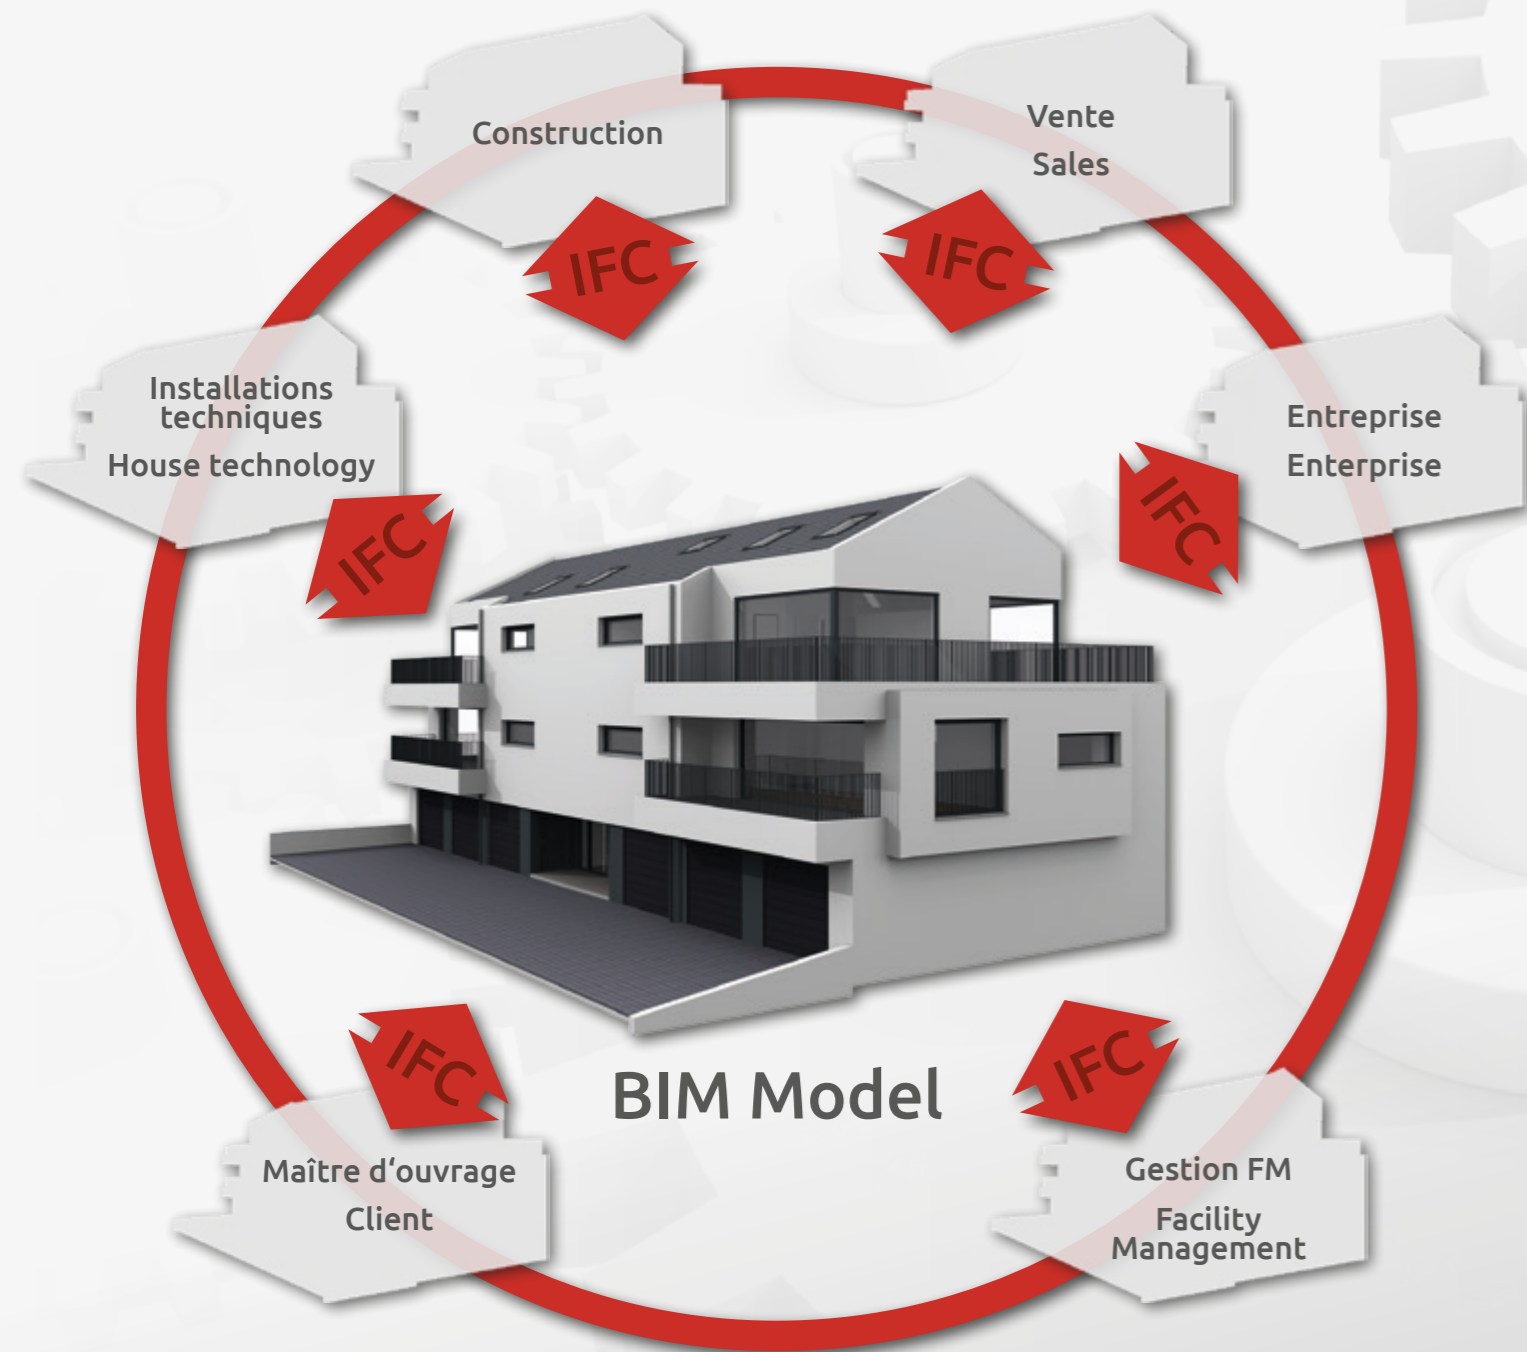 Construction
Vente
Sales
IFC
IFC
Installations
techniques
House technology
Entreprise
Enterprise
IFC
IFC
IFC
IFC
BIM Model
Maître d‘ouvrage
Client
Gestion FM
Facility
Management